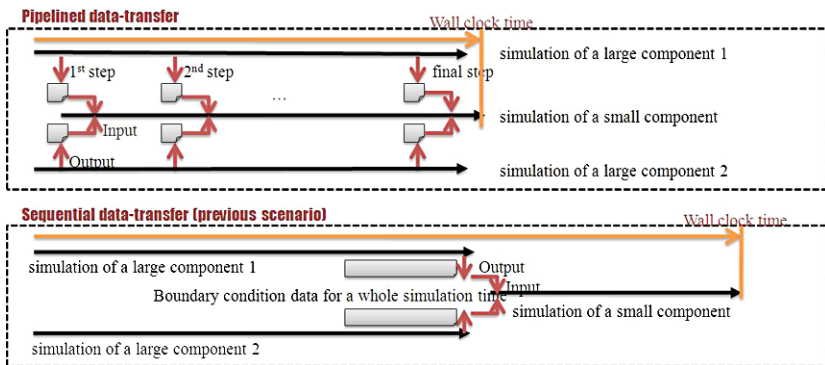 Pipelined data-transfer
Wall clock time
simulation of a large component 1
1st step
2nd step
final step
...
simulation of a small component
Input
Output
simulation of a large component 2
Sequential data-transfer (previous scenario)
Wall clock time
simulation of a large component 1
Output
Boundary condition data for a whole simulation time
Input
simulation of a small component
simulation of a large component 2